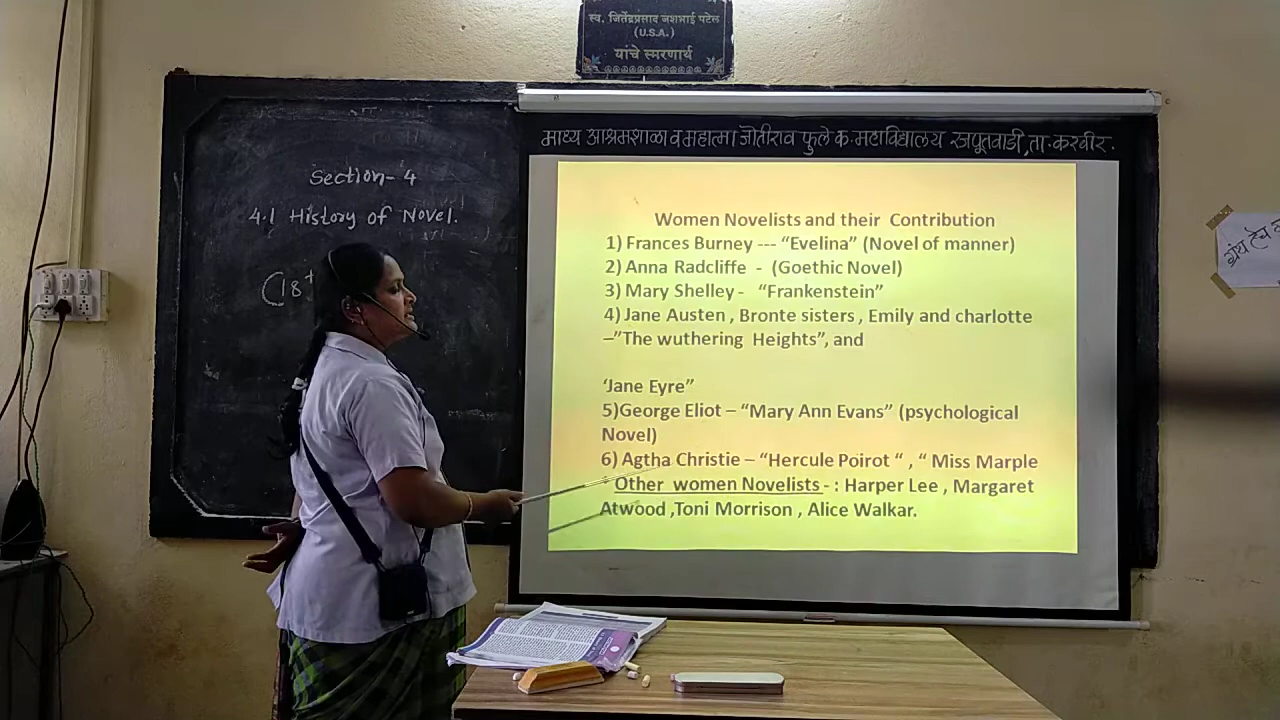 स्व. जितेंद्रप्रसाद जशभाई पटेल
(U.S.A.)
यांचे स्मरणार्थ
माध्य आश्रमशाळा व महात्मा जोतीराव फुले क. महाविद्यालय रजपूतवाडी, ता. करवीर.
Section-4
4.1 History of Novel.
(18
Women Novelists and their Contribution
1) Frances Burney --- “Evelina” (Novel of manner)
2) Anna Radcliffe - (Goethic Novel)
3) Mary Shelley - “Frankenstein”
4) Jane Austen , Bronte sisters , Emily and charlotte
–”The wuthering Heights”, and
‘Jane Eyre”
5)George Eliot – “Mary Ann Evans” (psychological
Novel)
6) Agtha Christie – “Hercule Poirot “ , “ Miss Marple
Other women Novelists - : Harper Lee , Margaret
Atwood ,Toni Morrison , Alice Walkar.